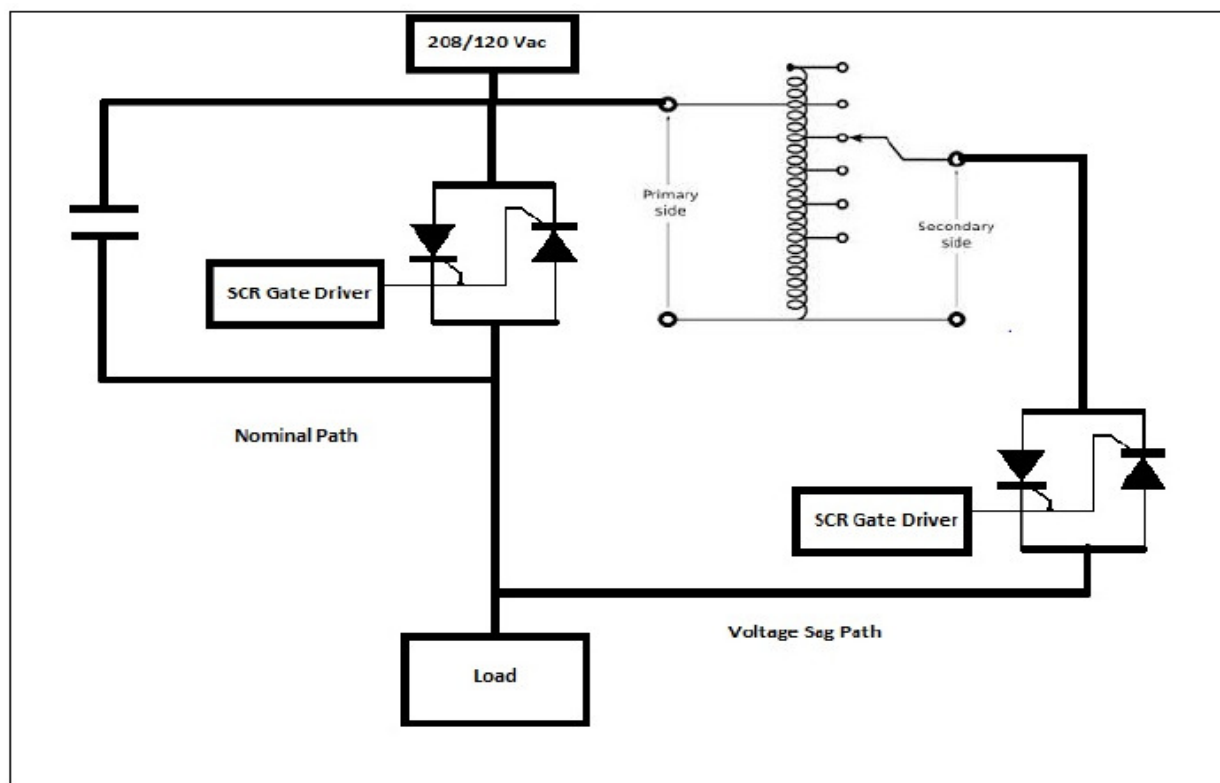 208/120 Vac
Primary
side
Secondary
side
SCR Gate Driver
Nominal Path
SCR Gate Driver
Voltage Sag Path
Load